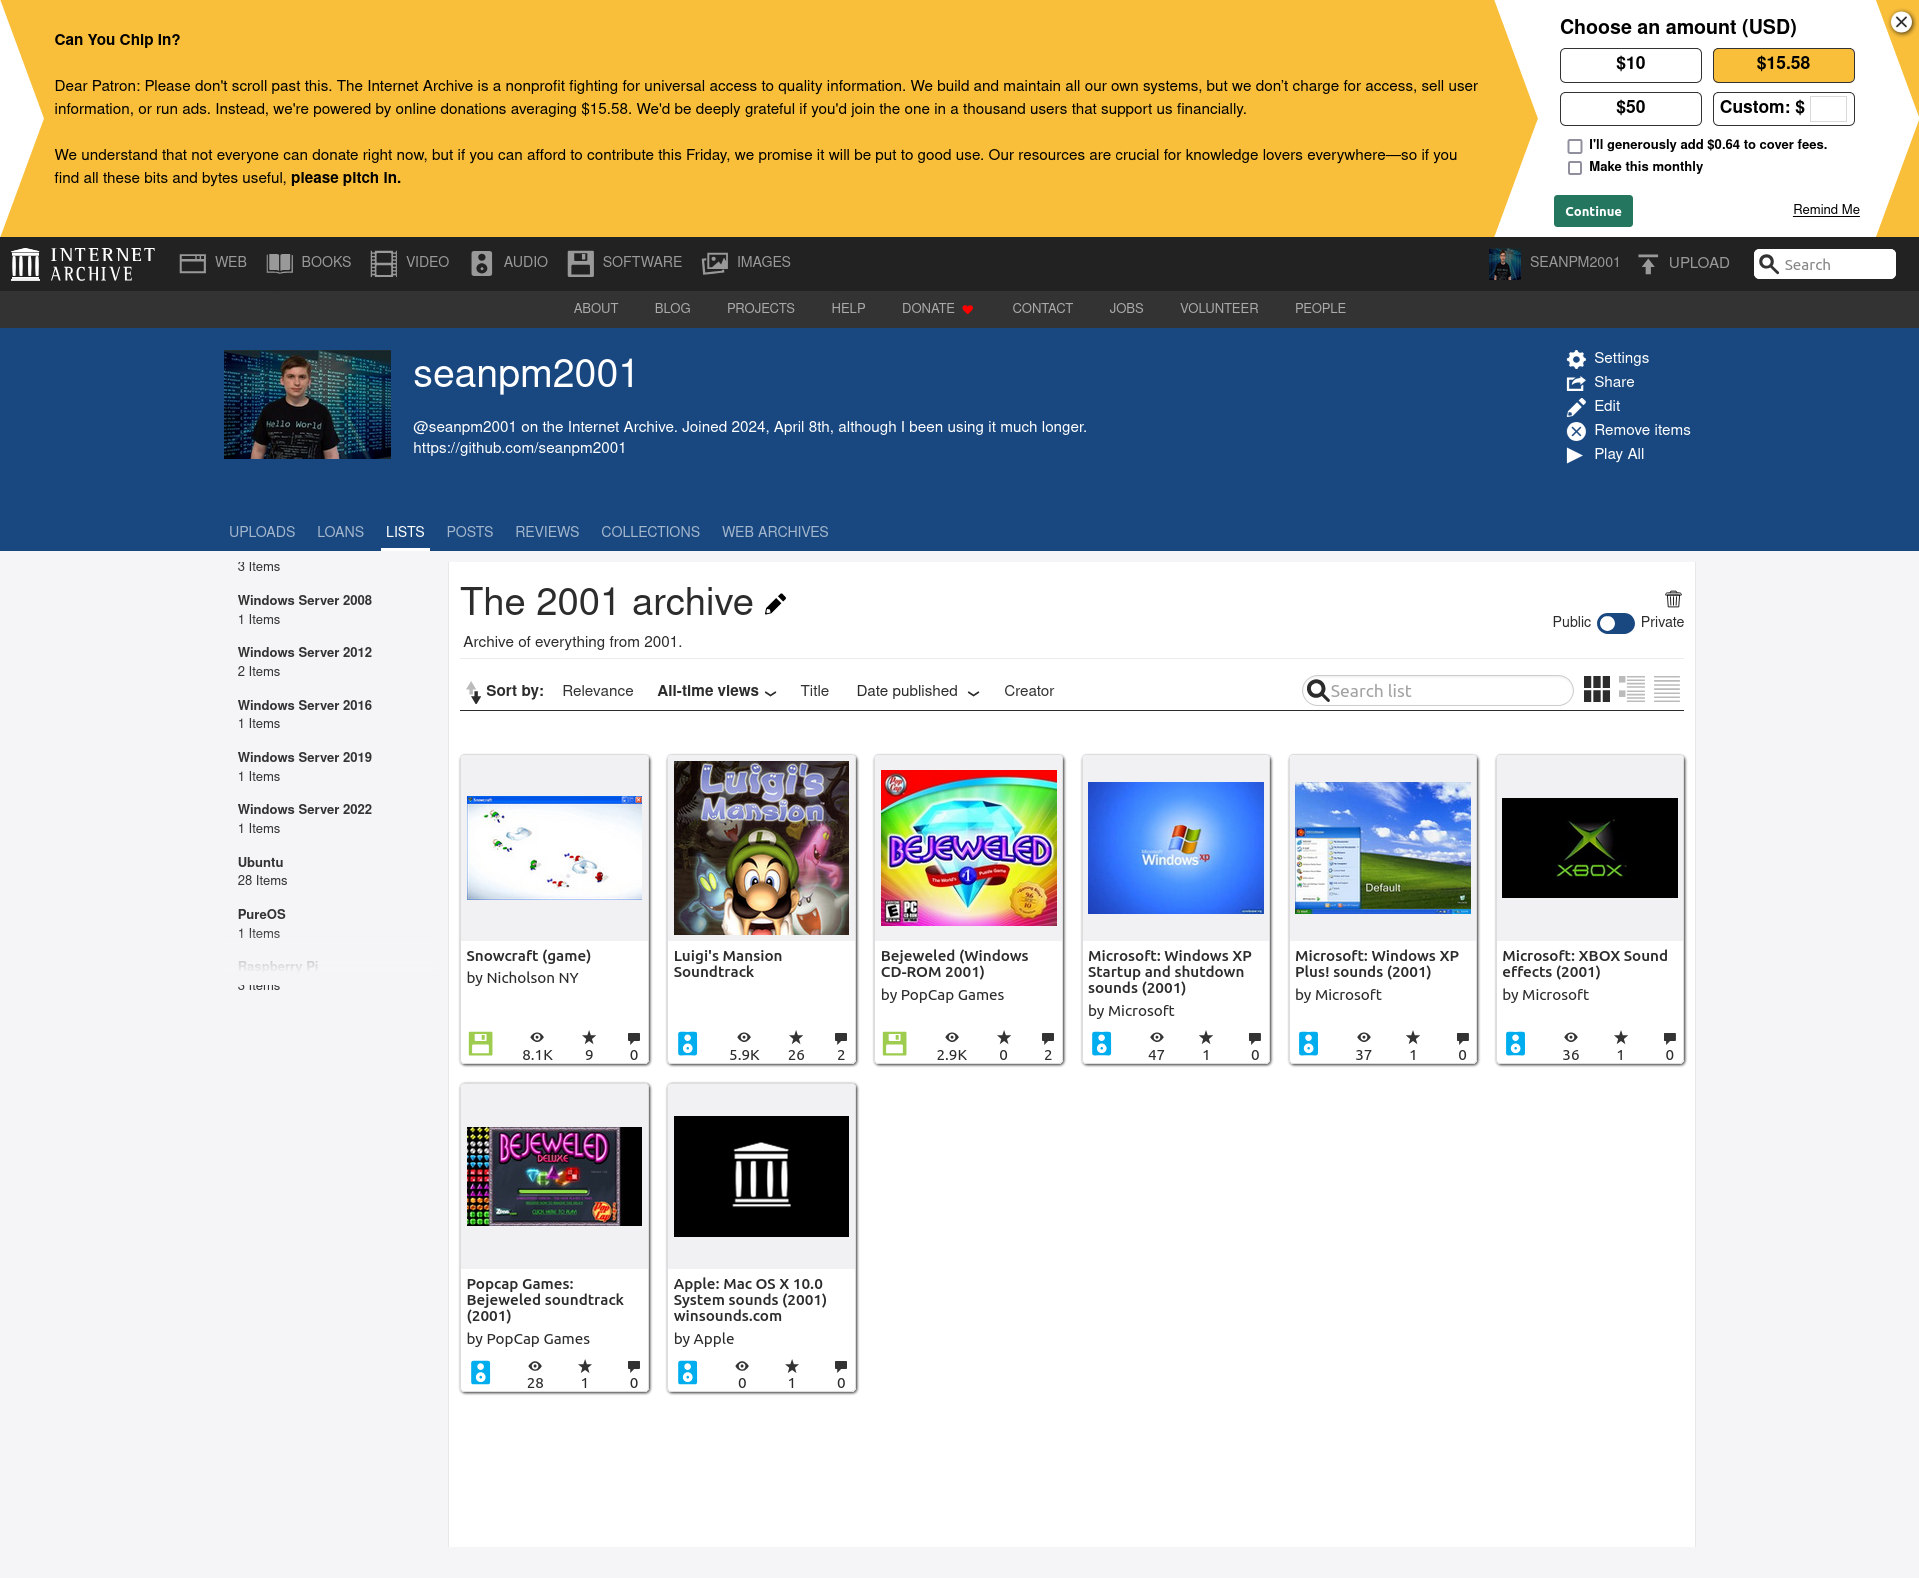 Can You Chip In?
Dear Patron: Please don't scroll past this. The Internet Archive is a nonprofit fighting for universal access to quality information. We build and maintain all our own systems, but we don't charge for access, sell user
information, or run ads. Instead, we're powered by online donations averaging $15.58. We'd be deeply grateful if you'd join the one in a thousand users that support us financially.
We understand that not everyone can donate right now, but if you can afford to contribute this Friday, we promise it will be put to good use. Our resources are crucial for knowledge lovers everywhere—so if you
find all these bits and bytes useful, please pitch in.
Choose an amount (USD)
$10 $15.58
$50 Custom: $
I'll generously add $0.64 to cover fees.
Make this monthly
Continue Remind Me
INTERNET
ARCHIVE
WEB BOOKS VIDEO AUDIO SOFTWARE IMAGES SEANPM2001 UPLOAD Search
ABOUT BLOG PROJECTS HELP DONATE CONTACT JOBS VOLUNTEER PEOPLE
Hello World
seanpm2001
@seanpm2001 on the Internet Archive. Joined 2024, April 8th, although I been using it much longer.
https://github.com/seanpm2001
Settings
Share
Edit
Remove items
Play All
UPLOADS LOANS LISTS POSTS REVIEWS COLLECTIONS WEB ARCHIVES
3 Items
Windows Server 2008
1 Items
Windows Server 2012
2 Items
Windows Server 2016
1 Items
Windows Server 2019
1 Items
Windows Server 2022
1 Items
Ubuntu
28 Items
PureOS
1 Items
Raspberry Pi
3 Items
The 2001 archive
Archive of everything from 2001.
Public Private
Sort by: Relevance All-time views Title Date published Creator Search list
Snowcraft
Snowcraft (game)
by Nicholson NY
8.1K 9 0
Luigi's
Mansion
Luigi's Mansion
Soundtrack
5.9K 26 2
BEJEWELED
The World's #1 Puzzle Game
PC
Bejeweled (Windows
CD-ROM 2001)
by PopCap Games
2.9K 0 2
Microsoft
Windows xp
Microsoft: Windows XP
Startup and shutdown
sounds (2001)
by Microsoft
47 1 0
Default
Microsoft: Windows XP
Plus! sounds (2001)
by Microsoft
37 1 0
XBOX
Microsoft: XBOX Sound
effects (2001)
by Microsoft
36 1 0
BEJEWELED
DELUXE
CLICK HERE TO PLAY!
Pop Cap
Popcap Games:
Bejeweled soundtrack
(2001)
by PopCap Games
28 1 0
Apple: Mac OS X 10.0
System sounds (2001)
winsounds.com
by Apple
0 1 0